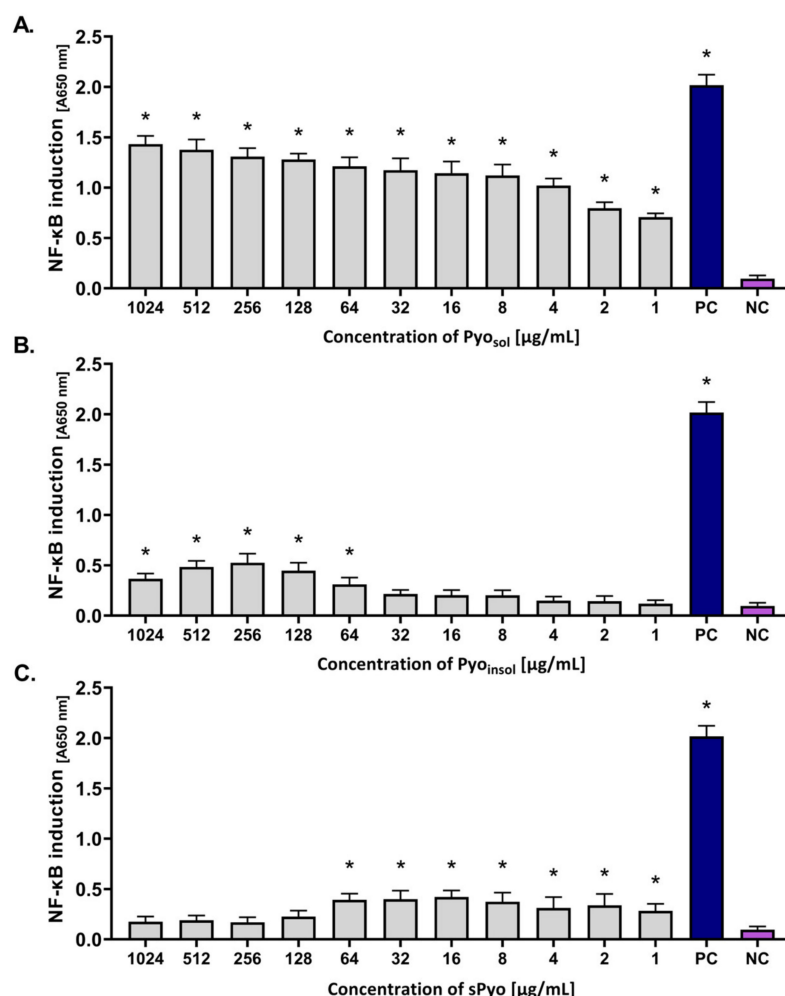 A.
NF-κB induction [A650 nm]
2.5
2.0
1.5
1.0
0.5
0.0
* * * * * * * * * * * *
1024 512 256 128 64 32 16 8 4 2 1 PC NC
Concentration of Pyosol [µg/mL]
B.
NF-κB induction [A650 nm]
2.5
2.0
1.5
1.0
0.5
0.0
* * * * * *
1024 512 256 128 64 32 16 8 4 2 1 PC NC
Concentration of Pyoinsol [µg/mL]
C.
NF-κB induction [A650 nm]
2.5
2.0
1.5
1.0
0.5
0.0
* * * * * * * *
1024 512 256 128 64 32 16 8 4 2 1 PC NC
Concentration of sPyo [µg/mL]